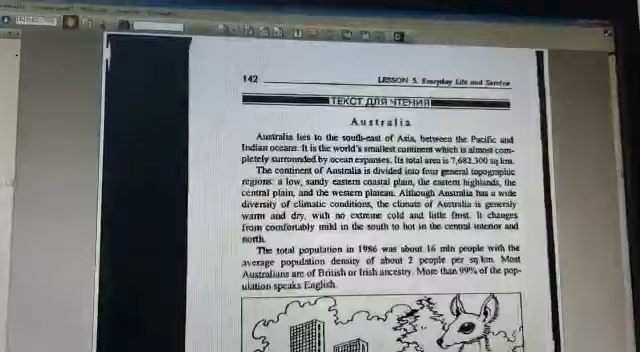 142
LESSON 5. Everyday Life and Service
ТЕКСТ ДЛЯ ЧТЕНИЯ
Australia
Australia lies to the south-east of Asia, between the Pacific and
Indian oceans. It is the world's smallest continent which is almost com-
pletely surrounded by ocean expanses. Its total area is 7,682,300 sq km.
The continent of Australia is divided into four general topographic
regions: a low, sandy eastern coastal plain, the eastern highlands, the
central plain, and the western plateau. Although Australia has a wide
diversity of climatic conditions, the climate of Australia is generaly
warm and dry, with no extreme cold and little frost. It changes
from comfortably mild in the south to hot in the central interior and
north.
The total population in 1986 was about 16 mln people with the
average population density of about 2 people per sq km. Most
Australians are of British or Irish ancestry. More than 99% of the pop-
ulation speaks English.